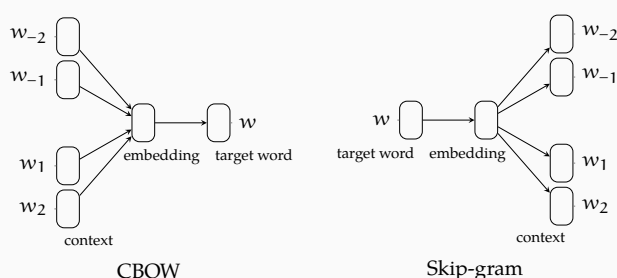 w₋₂
w₋₁
w
embedding
target word
w₁
w₂
context
CBOW
w₋₂
w₋₁
w
target word
embedding
w₁
w₂
context
Skip-gram